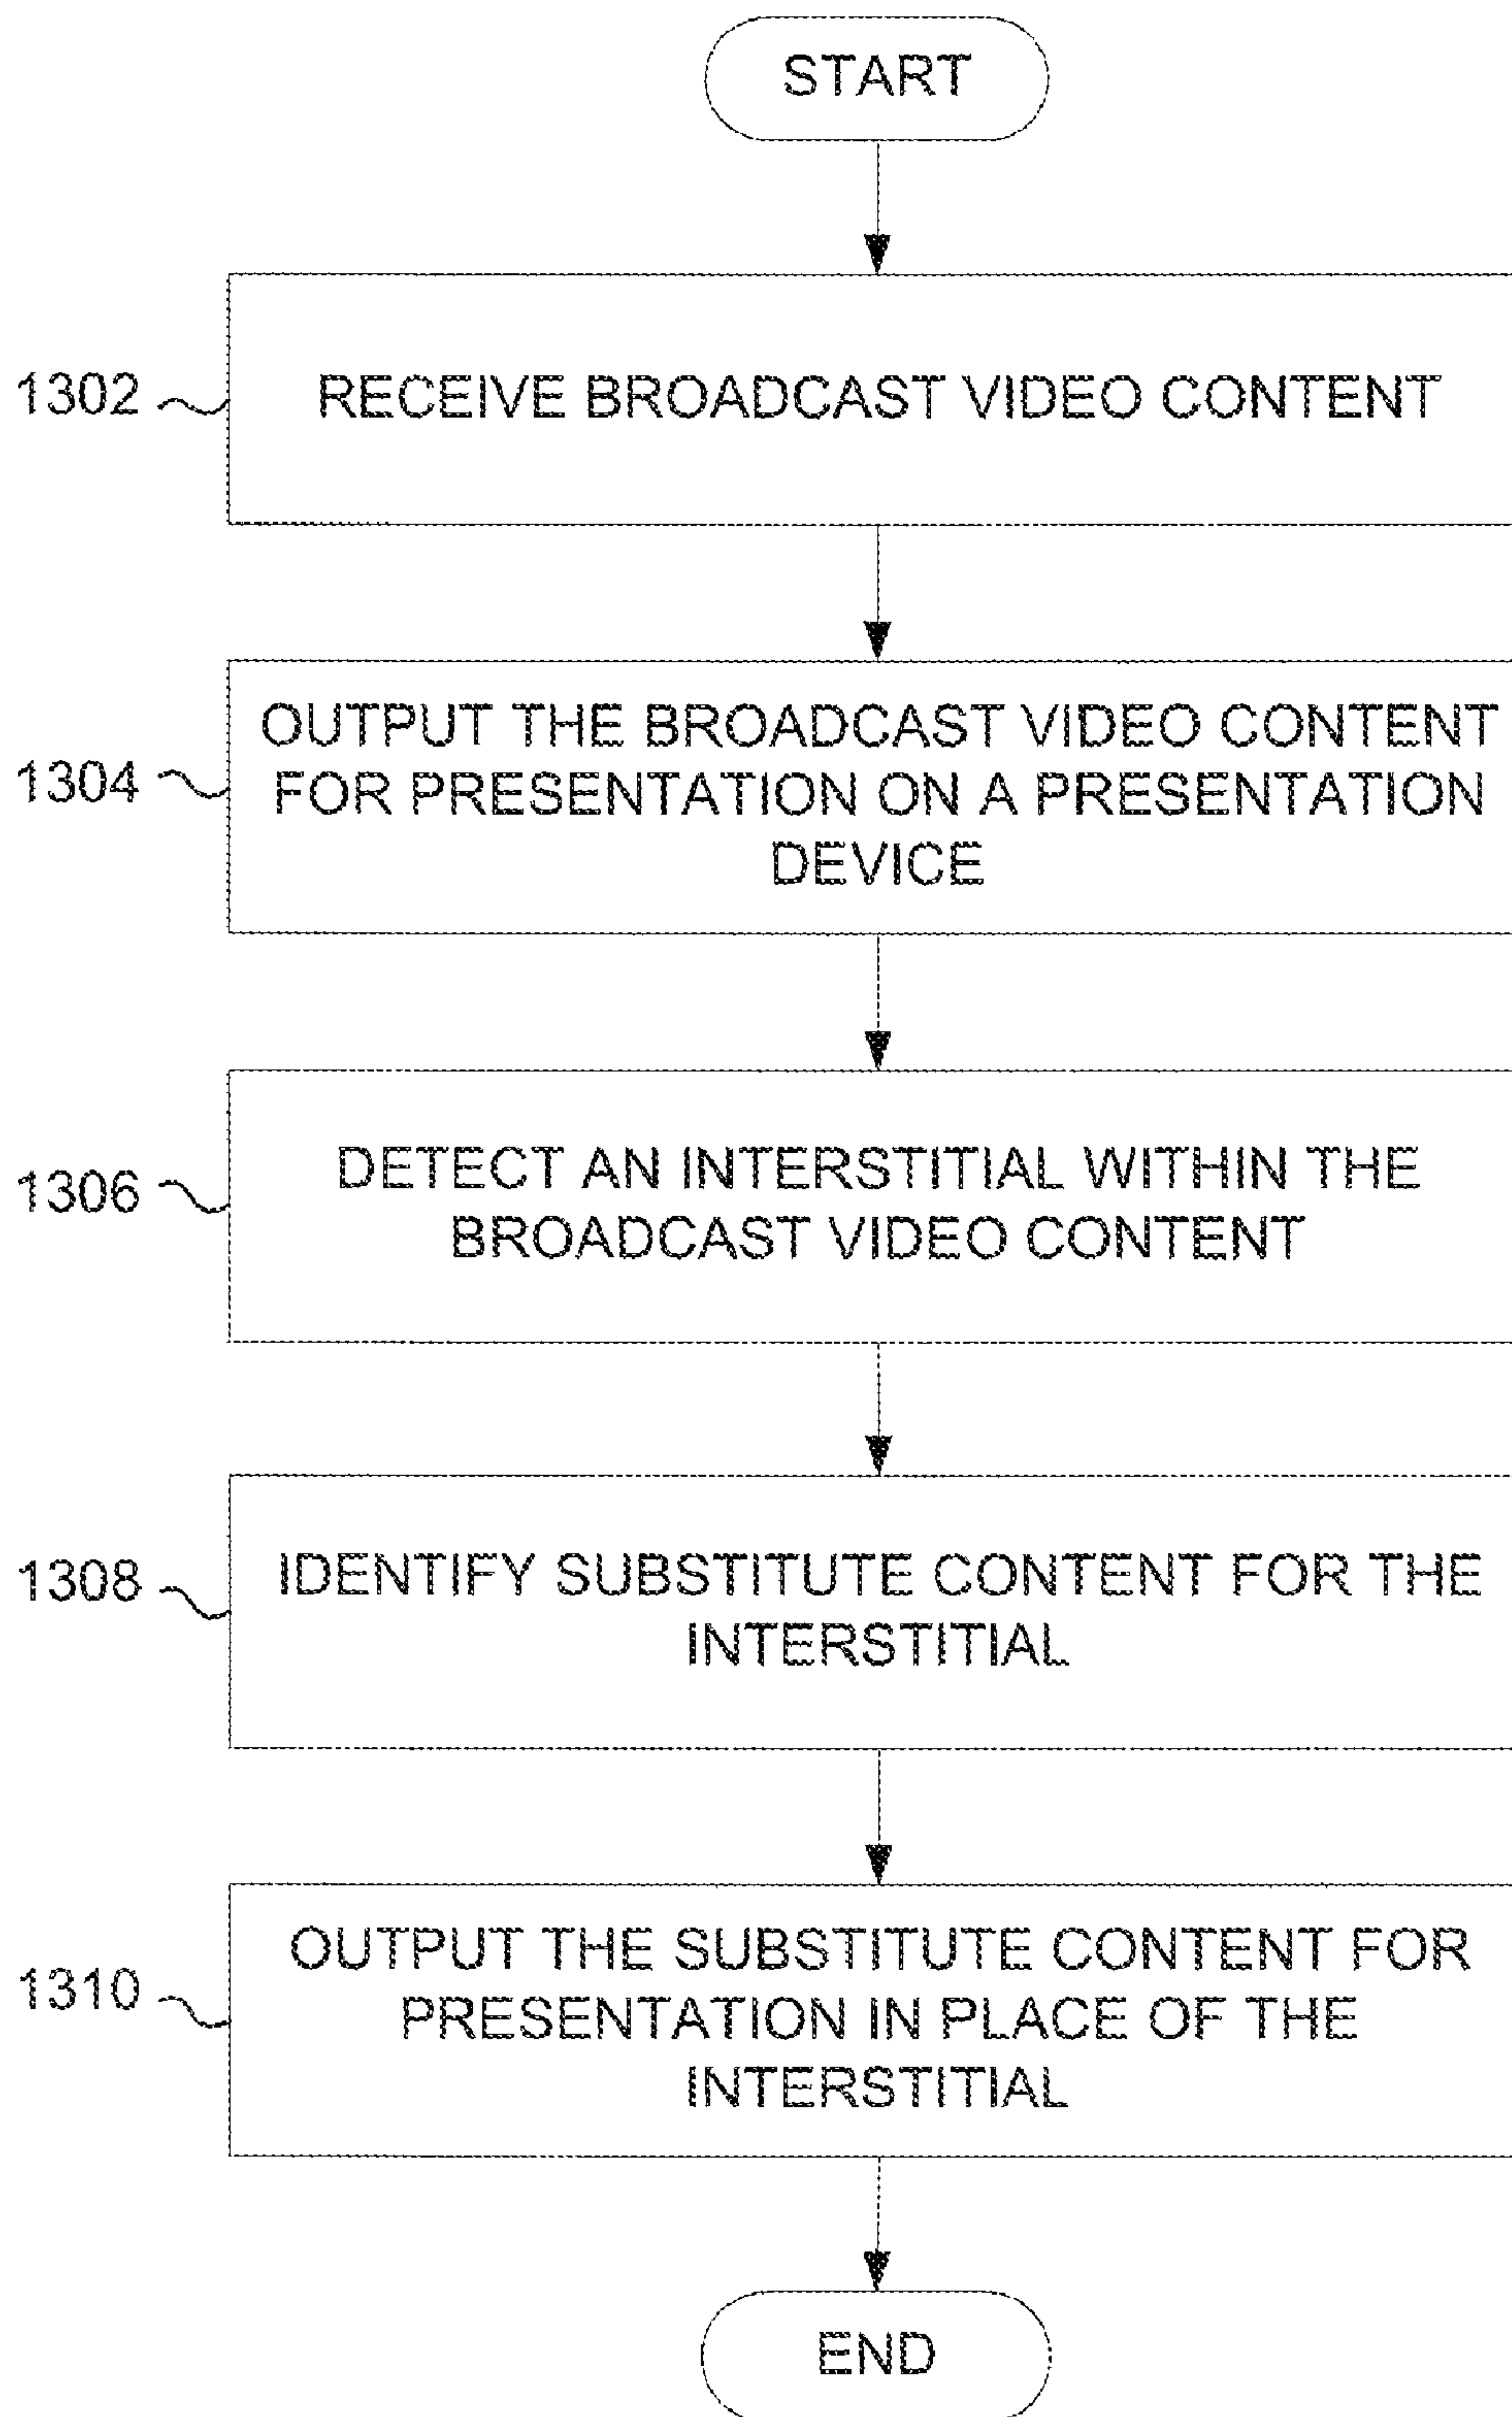 START
1302
RECEIVE BROADCAST VIDEO CONTENT
1304
OUTPUT THE BROADCAST VIDEO CONTENT
FOR PRESENTATION ON A PRESENTATION
DEVICE
1306
DETECT AN INTERSTITIAL WITHIN THE
BROADCAST VIDEO CONTENT
1308
IDENTIFY SUBSTITUTE CONTENT FOR THE
INTERSTITIAL
1310
OUTPUT THE SUBSTITUTE CONTENT FOR
PRESENTATION IN PLACE OF THE
INTERSTITIAL
END